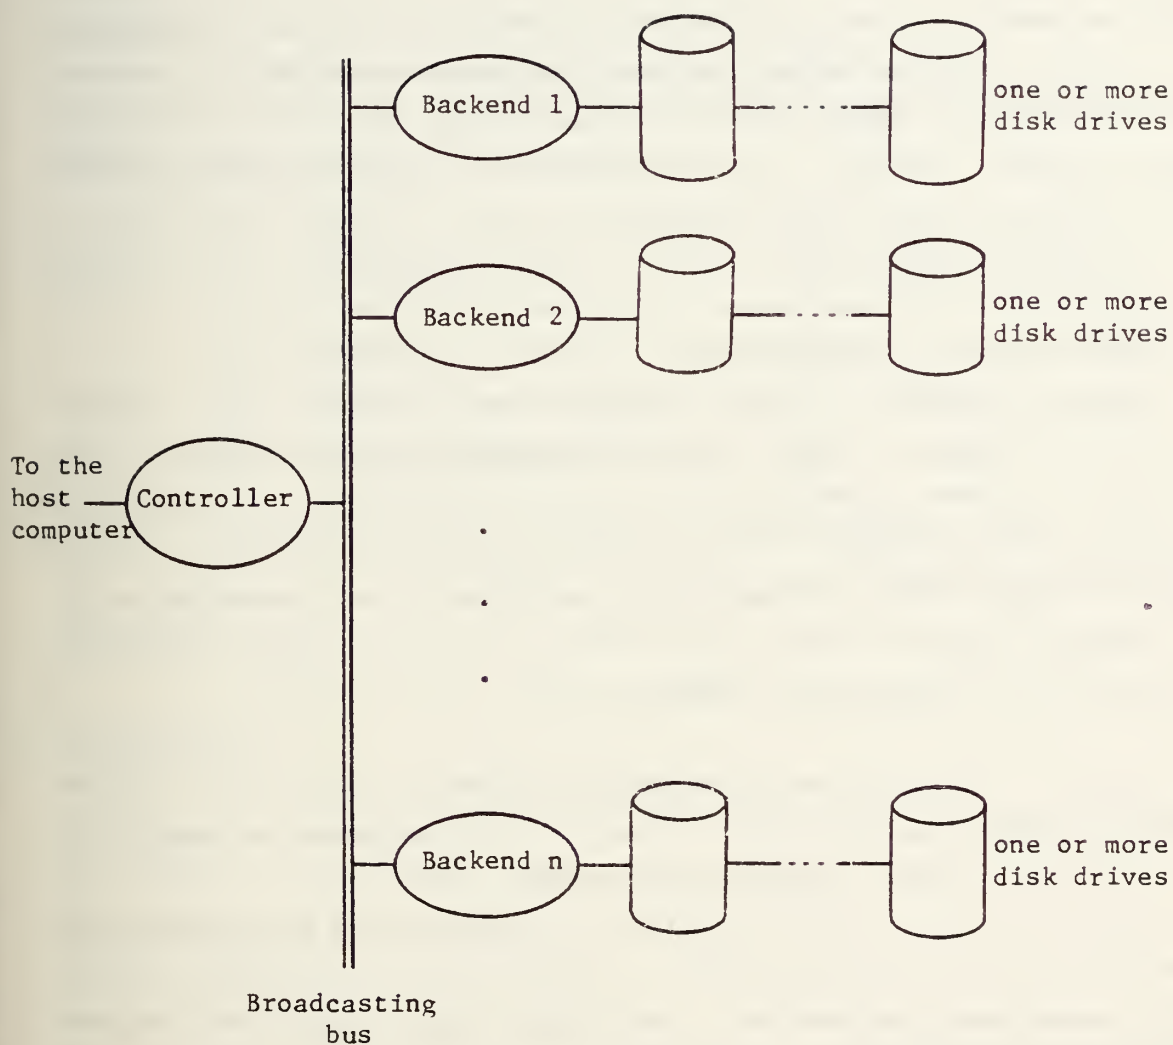 Backend 1
one or more
disk drives
Backend 2
one or more
disk drives
To the
host
computer
Controller
Backend n
one or more
disk drives
Broadcasting
bus